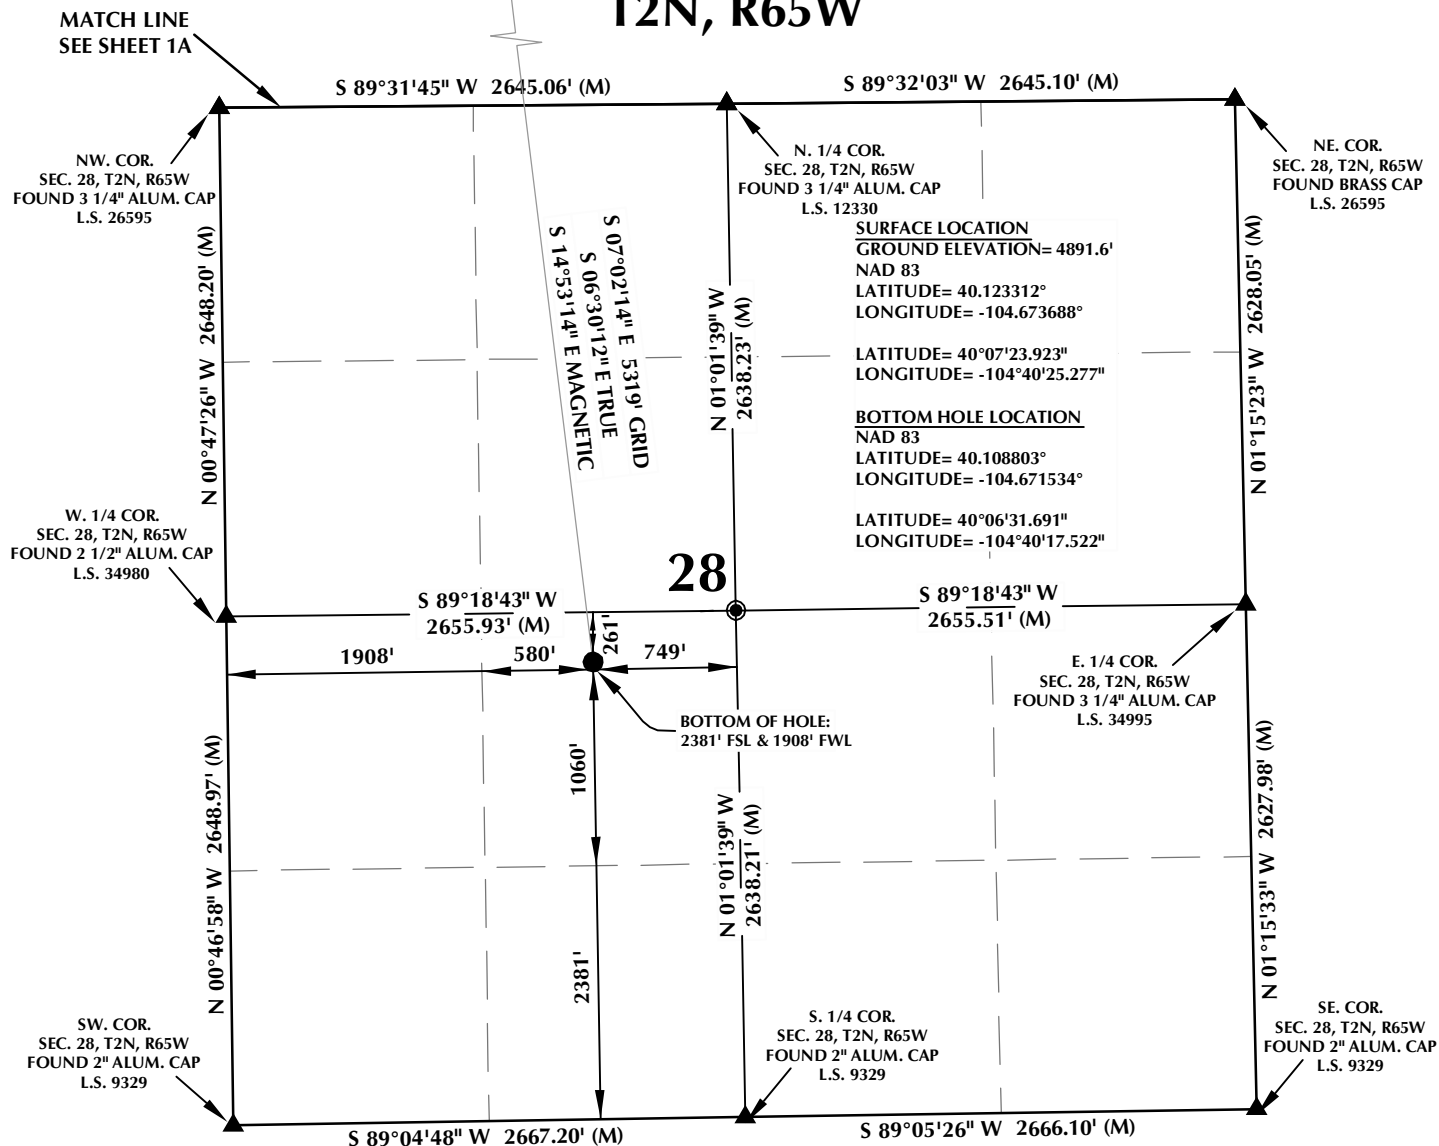 T2N, R65W
MATCH LINE
SEE SHEET 1A
S 89°31'45" W 2645.06' (M)
S 89°32'03" W 2645.10' (M)
NW. COR.
SEC. 28, T2N, R65W
FOUND 3 1/4" ALUM. CAP
L.S. 26595
N. 1/4 COR.
SEC. 28, T2N, R65W
FOUND 3 1/4" ALUM. CAP
L.S. 12330
NE. COR.
SEC. 28, T2N, R65W
FOUND BRASS CAP
L.S. 26595
N 00°47'26" W 2648.20' (M)
S 07°02'14" E 5319' GRID
S 06°30'12" E TRUE
S 14°53'14" E MAGNETIC
N 01°01'39" W
2638.23' (M)
SURFACE LOCATION
GROUND ELEVATION= 4891.6'
NAD 83
LATITUDE= 40.123312°
LONGITUDE= -104.673688°
LATITUDE= 40°07'23.923"
LONGITUDE= -104°40'25.277"
BOTTOM HOLE LOCATION
NAD 83
LATITUDE= 40.108803°
LONGITUDE= -104.671534°
LATITUDE= 40°06'31.691"
LONGITUDE= -104°40'17.522"
N 01°15'23" W 2628.05' (M)
W. 1/4 COR.
SEC. 28, T2N, R65W
FOUND 2 1/2" ALUM. CAP
L.S. 34980
28
S 89°18'43" W
2655.93' (M)
S 89°18'43" W
2655.51' (M)
261'
1908'
580'
749'
E. 1/4 COR.
SEC. 28, T2N, R65W
FOUND 3 1/4" ALUM. CAP
L.S. 34995
BOTTOM OF HOLE:
2381' FSL & 1908' FWL
1060'
N 00°46'58" W 2648.97' (M)
N 01°01'39" W
2638.21' (M)
N 01°15'33" W 2627.98' (M)
2381'
SW. COR.
SEC. 28, T2N, R65W
FOUND 2" ALUM. CAP
L.S. 9329
S. 1/4 COR.
SEC. 28, T2N, R65W
FOUND 2" ALUM. CAP
L.S. 9329
SE. COR.
SEC. 28, T2N, R65W
FOUND 2" ALUM. CAP
L.S. 9329
S 89°04'48" W 2667.20' (M)
S 89°05'26" W 2666.10' (M)